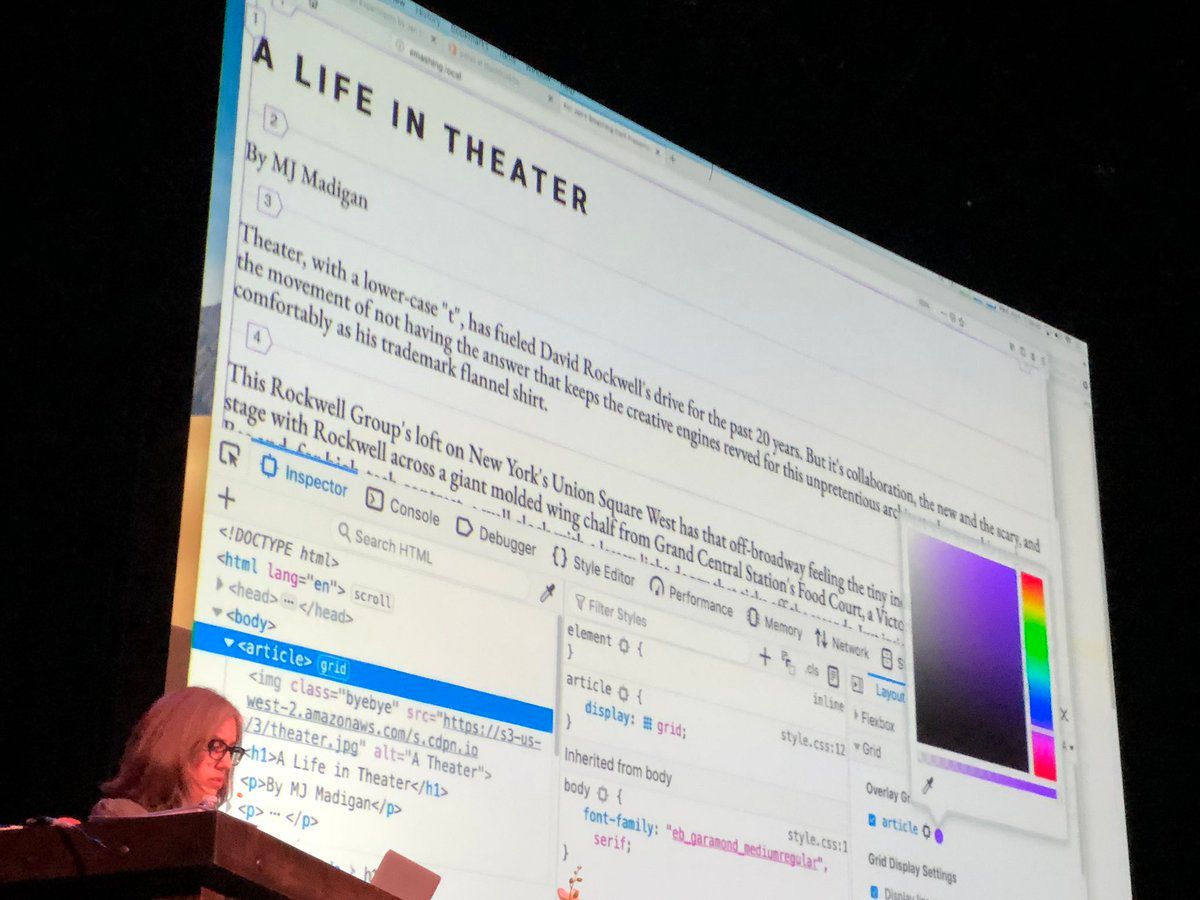 History
Bookmarks
smashing.local
1
A LIFE IN THEATER
2
By MJ Madigan
3
Theater, with a lower-case "t", has fueled David Rockwell's drive for the past 20 years. But it's collaboration, the new and the scary, and
the movement of not having the answer that keeps the creative engines revved for this unpretentious
comfortably as his trademark flannel shirt.
4
This Rockwell Group's loft on New York's Union Square West has that off-broadway feeling the tiny
stage with Rockwell across a giant molded wing chaIf from Grand Central Station's Food Court, a
Inspector
Console
Debugger
Style Editor
Performance
Memory
Network
Search HTML
<!DOCTYPE html>
<html lang="en"> scroll
<head> ... </head>
<body>
<article> grid
<img class="byebye" src="https://s3-us-
west-2.amazonaws.com/s.cdpn.io
/3/theater.jpg" alt="A Theater">
<h1>A Life in Theater</h1>
<p>By MJ Madigan</p>
<p> ... </p>
Filter Styles
.cls
element {
inline
}
article {
style.css:12
display: grid;
}
Inherited from body
body {
style.css:1
font-family: "eb_garamond_mediumregular",
serif;
}
Layout
Flexbox
Grid
Overlay
article
Grid Display Settings